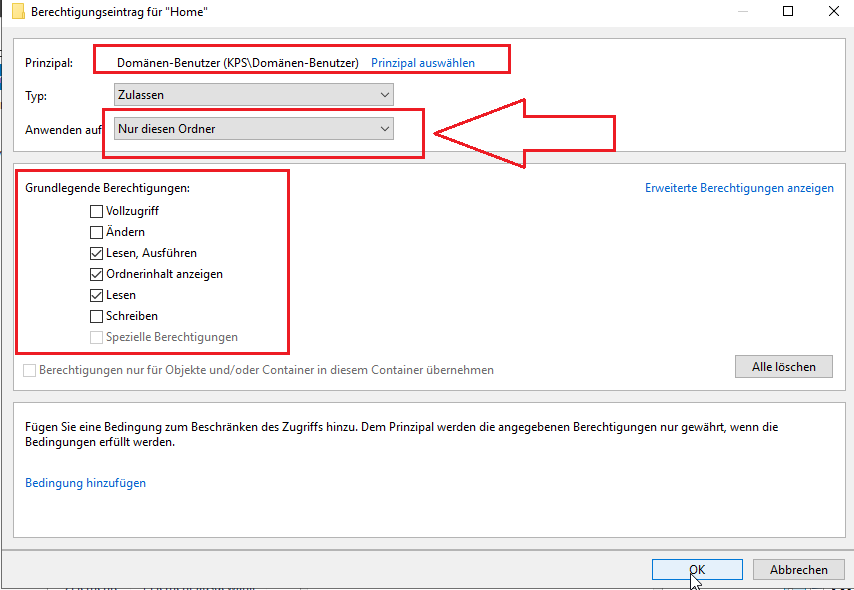 Berechtigungseintrag für "Home"
Prinzipal: Domänen-Benutzer (KPS\Domänen-Benutzer) Prinzipal auswählen
Typ: Zulassen
Anwenden auf Nur diesen Ordner
Grundlegende Berechtigungen: Erweiterte Berechtigungen anzeigen
Vollzugriff
Ändern
Lesen, Ausführen
Ordnerinhalt anzeigen
Lesen
Schreiben
Spezielle Berechtigungen
Berechtigungen nur für Objekte und/oder Container in diesem Container übernehmen
Alle löschen
Fügen Sie eine Bedingung zum Beschränken des Zugriffs hinzu. Dem Prinzipal werden die angegebenen Berechtigungen nur gewährt, wenn die
Bedingungen erfüllt werden.
Bedingung hinzufügen
OK Abbrechen